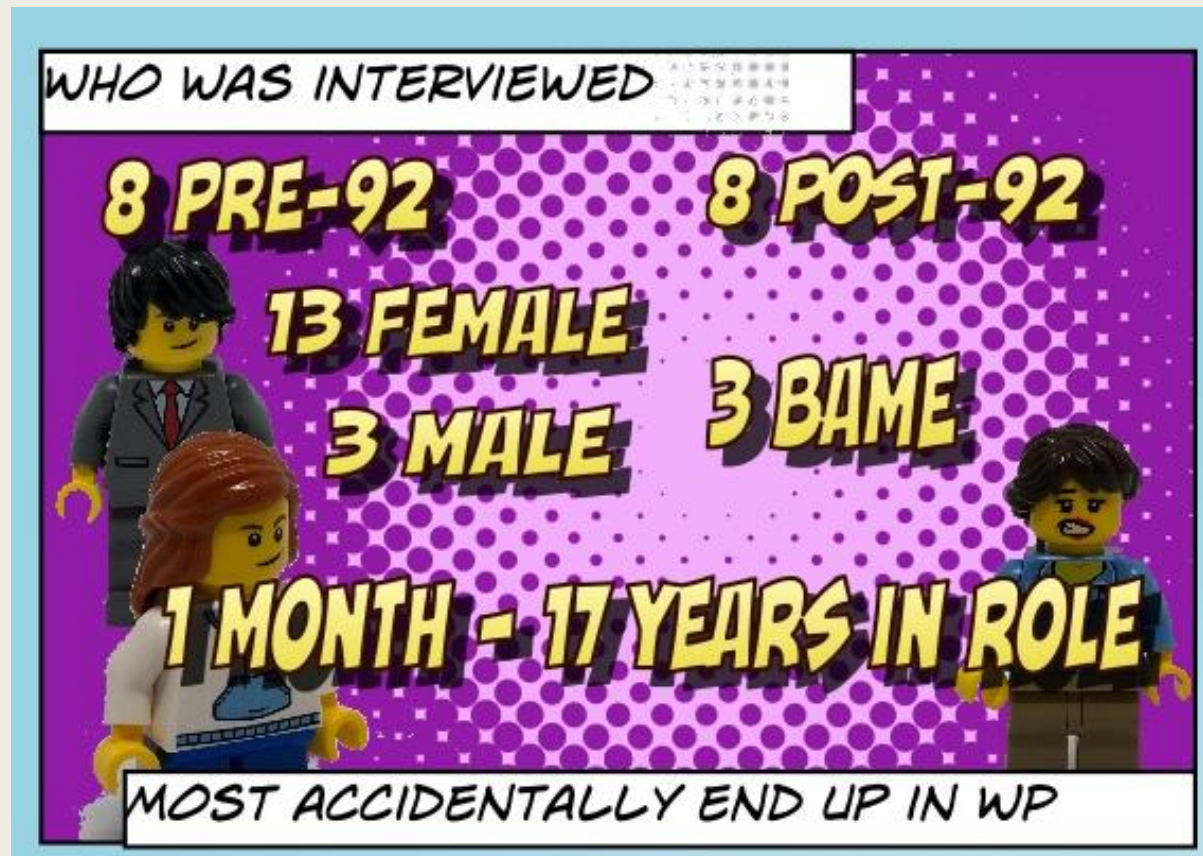 WHO WAS INTERVIEWED
8 PRE-92
8 POST-92
13 FEMALE
3 MALE
3 BAME
1 MONTH - 17 YEARS IN ROLE
MOST ACCIDENTALLY END UP IN WP